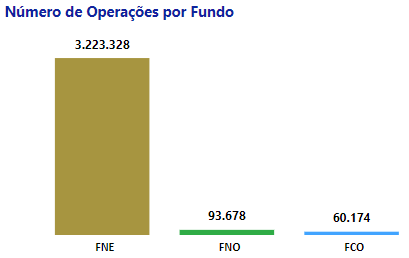 Número de Operações por Fundo
3.223.328
93.678
60.174
FNE
FNO
FCO